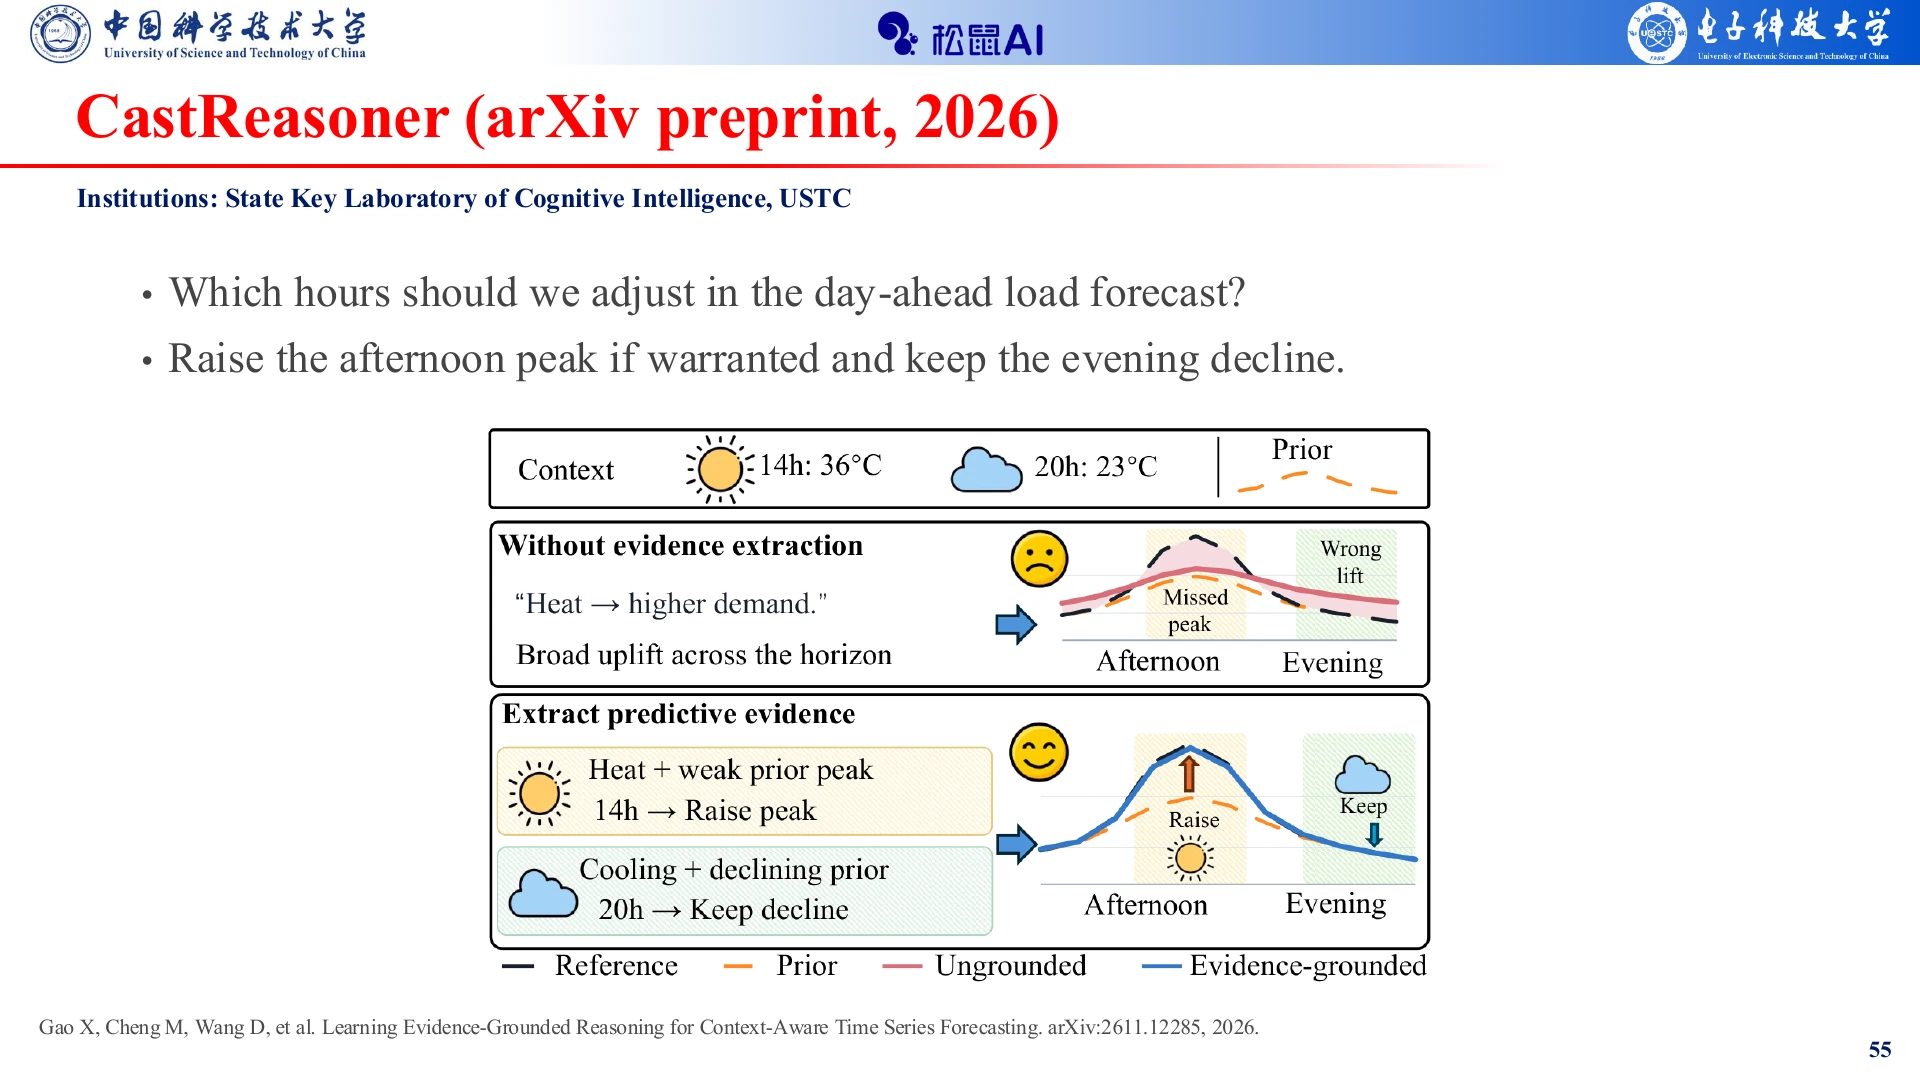 中国科学技术大学
University of Science and Technology of China
松鼠AI
电子科技大学
University of Electronic Science and Technology of China
CastReasoner (arXiv preprint, 2026)
Institutions: State Key Laboratory of Cognitive Intelligence, USTC
• Which hours should we adjust in the day-ahead load forecast?
• Raise the afternoon peak if warranted and keep the evening decline.
Context
14h: 36°C
20h: 23°C
Prior
Without evidence extraction
“Heat → higher demand.”
Broad uplift across the horizon
Missed
peak
Wrong
lift
Afternoon
Evening
Extract predictive evidence
Heat + weak prior peak
14h → Raise peak
Cooling + declining prior
20h → Keep decline
Raise
Keep
Afternoon
Evening
Reference
Prior
Ungrounded
Evidence-grounded
Gao X, Cheng M, Wang D, et al. Learning Evidence-Grounded Reasoning for Context-Aware Time Series Forecasting. arXiv:2611.12285, 2026.
55